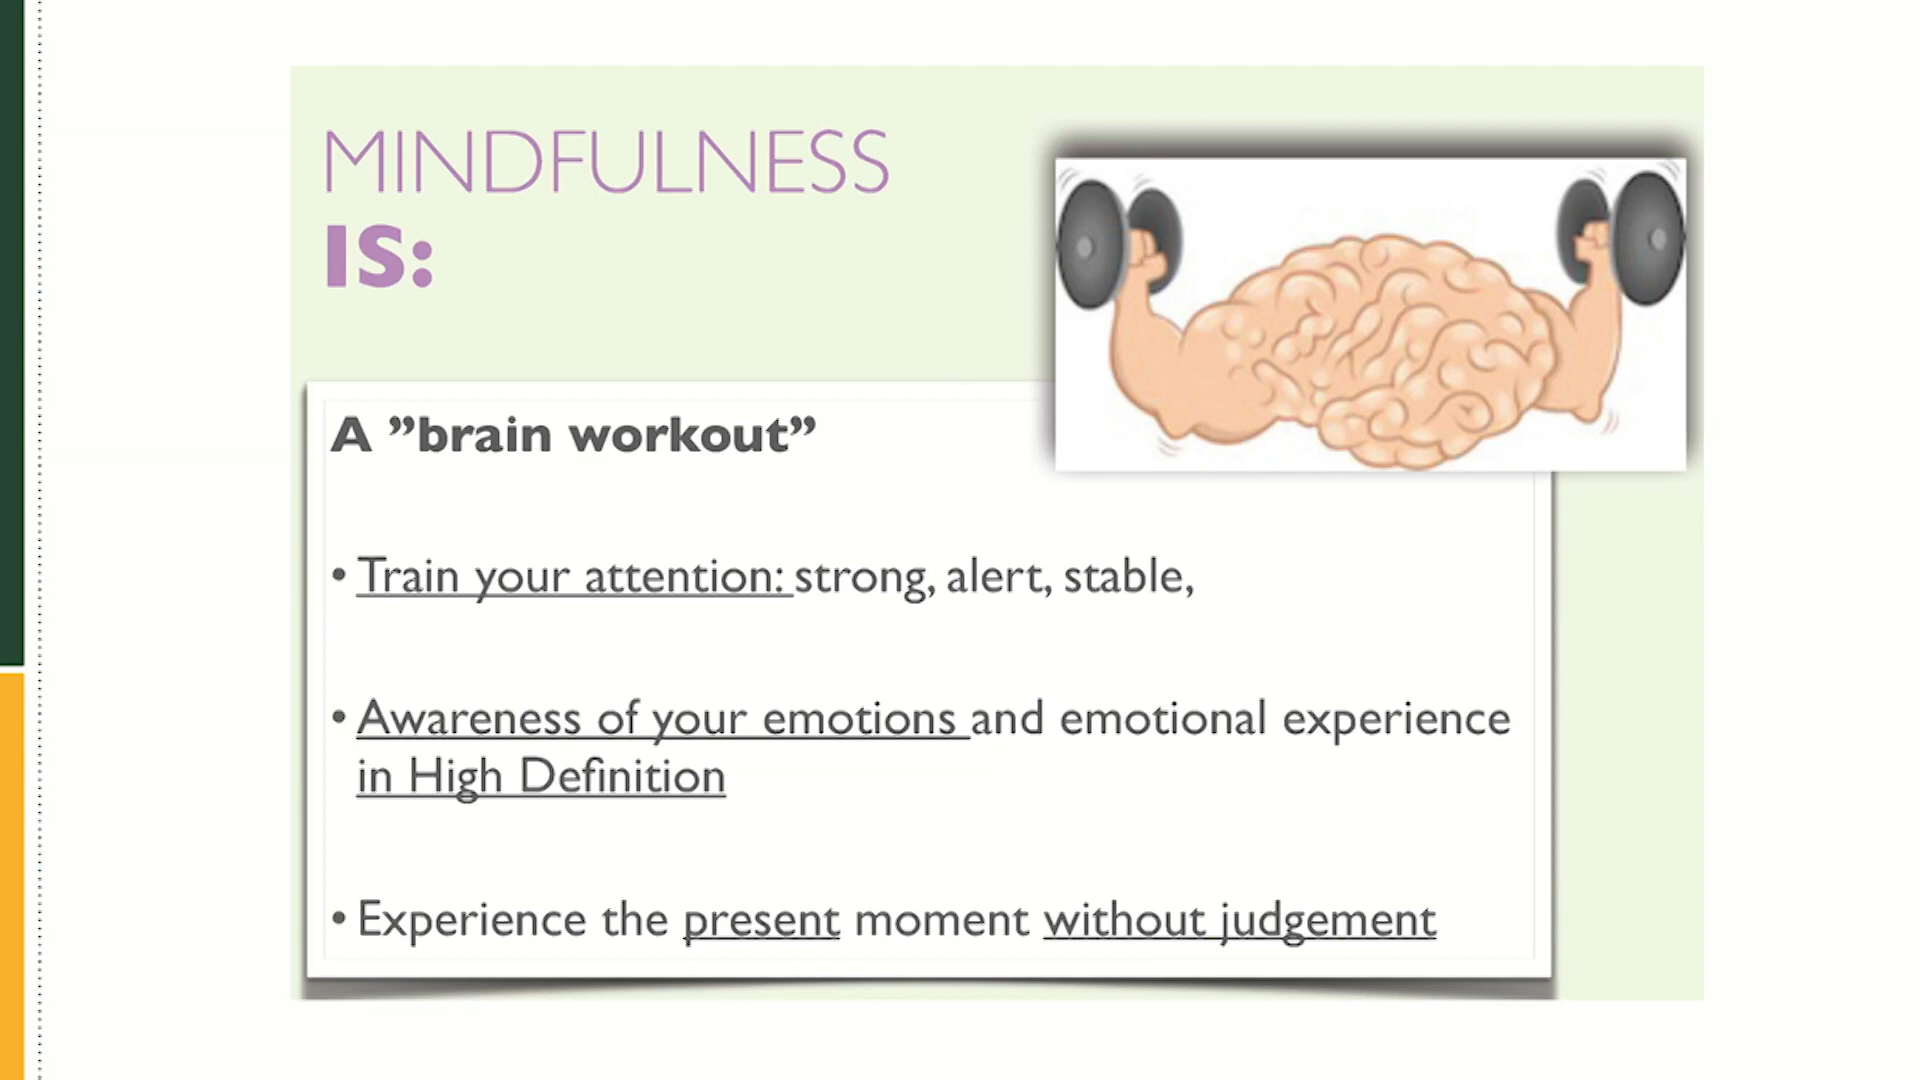 MINDFULNESS
IS:
A ”brain workout”
• Train your attention: strong, alert, stable,
• Awareness of your emotions and emotional experience
in High Definition
• Experience the present moment without judgement